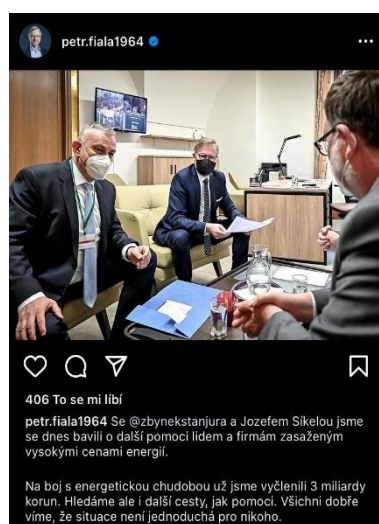 petr.fiala1964
406 To se mi líbí
petr.fiala1964 Se @zbynekstanjura a Jozefem Síkelou jsme
se dnes bavili o další pomoci lidem a firmám zasaženým
vysokými cenami energií.
Na boj s energetickou chudobou už jsme vyčlenili 3 miliardy
korun. Hledáme ale i další cesty, jak pomoci. Všichni dobře
víme, že situace není jednoduchá pro nikoho.